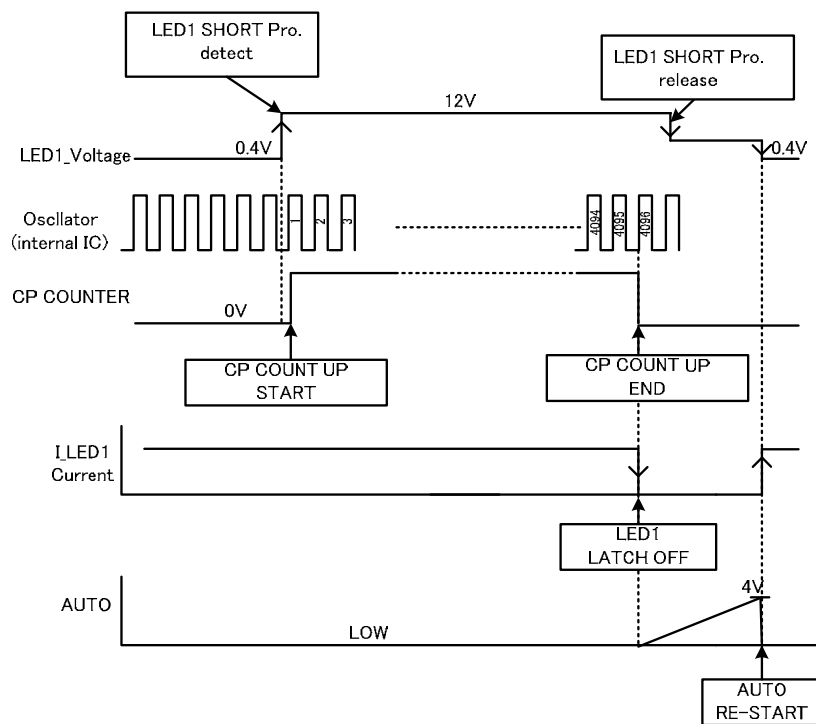 LED1 SHORT Pro.
detect
LED1 SHORT Pro.
release
12V
LED1_Voltage
0.4V
0.4V
Oscllator
(internal IC)
1
2
3
4094
4095
4096
CP COUNTER
0V
CP COUNT UP
START
CP COUNT UP
END
I_LED1
Current
LED1
LATCH OFF
AUTO
LOW
4V
AUTO
RE-START